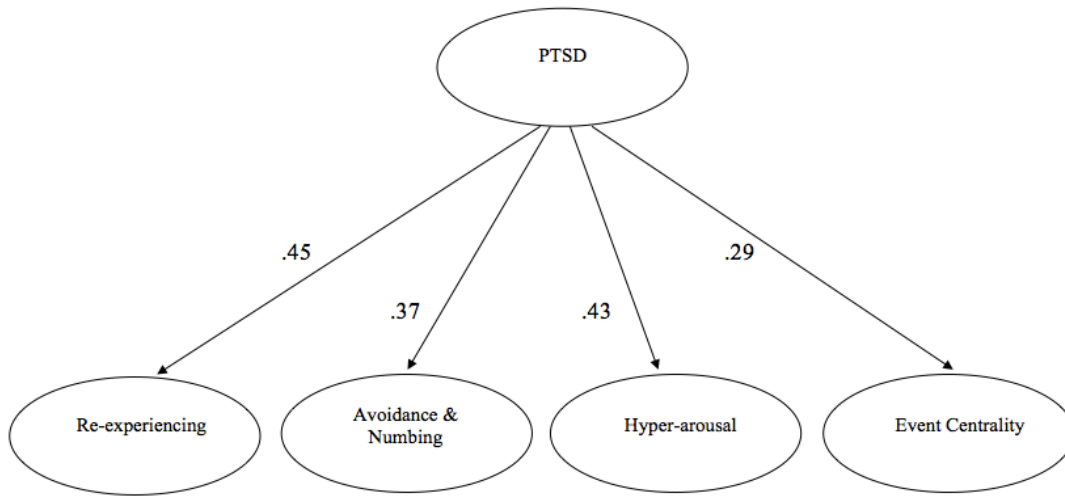 PTSD
.45
.29
.37
.43
Re-experiencing
Avoidance &
Numbing
Hyper-arousal
Event Centrality